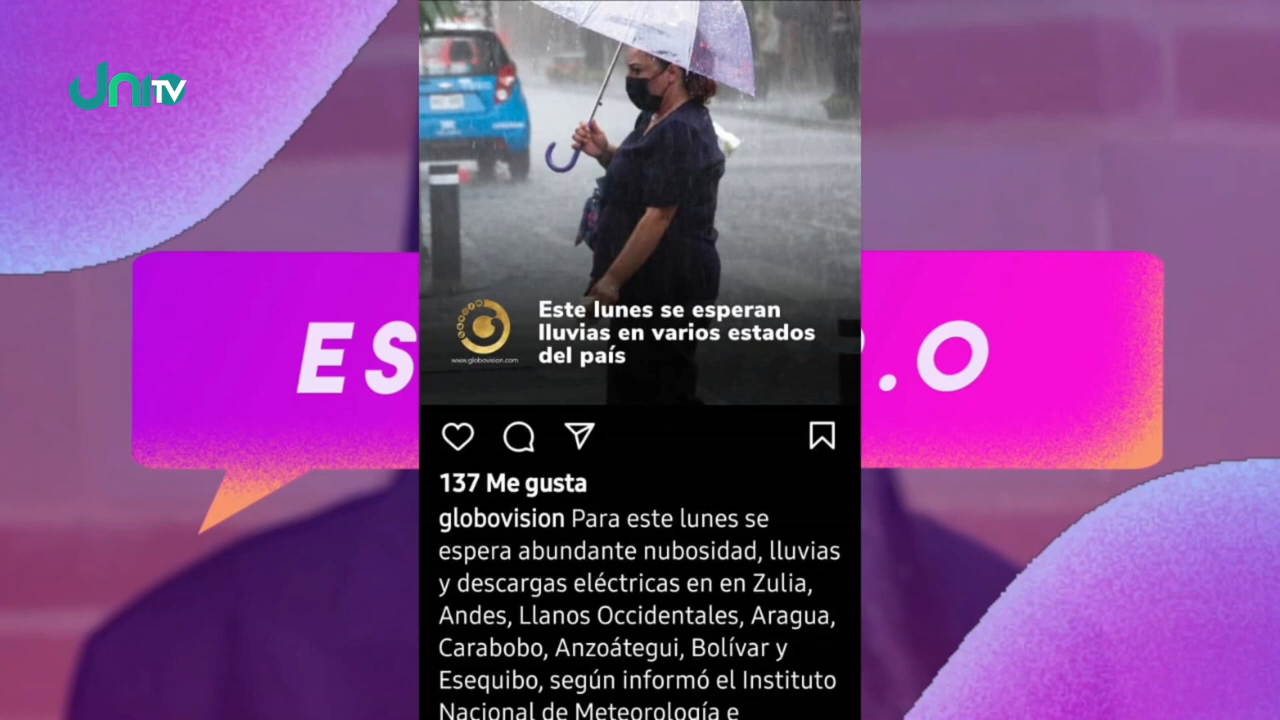 UNITV
ES
.O
Este lunes se esperan
lluvias en varios estados
del país
www.globovision.com
137 Me gusta
globovision Para este lunes se
espera abundante nubosidad, lluvias
y descargas eléctricas en en Zulia,
Andes, Llanos Occidentales, Aragua,
Carabobo, Anzoátegui, Bolívar y
Esequibo, según informó el Instituto
Nacional de Meteorología e